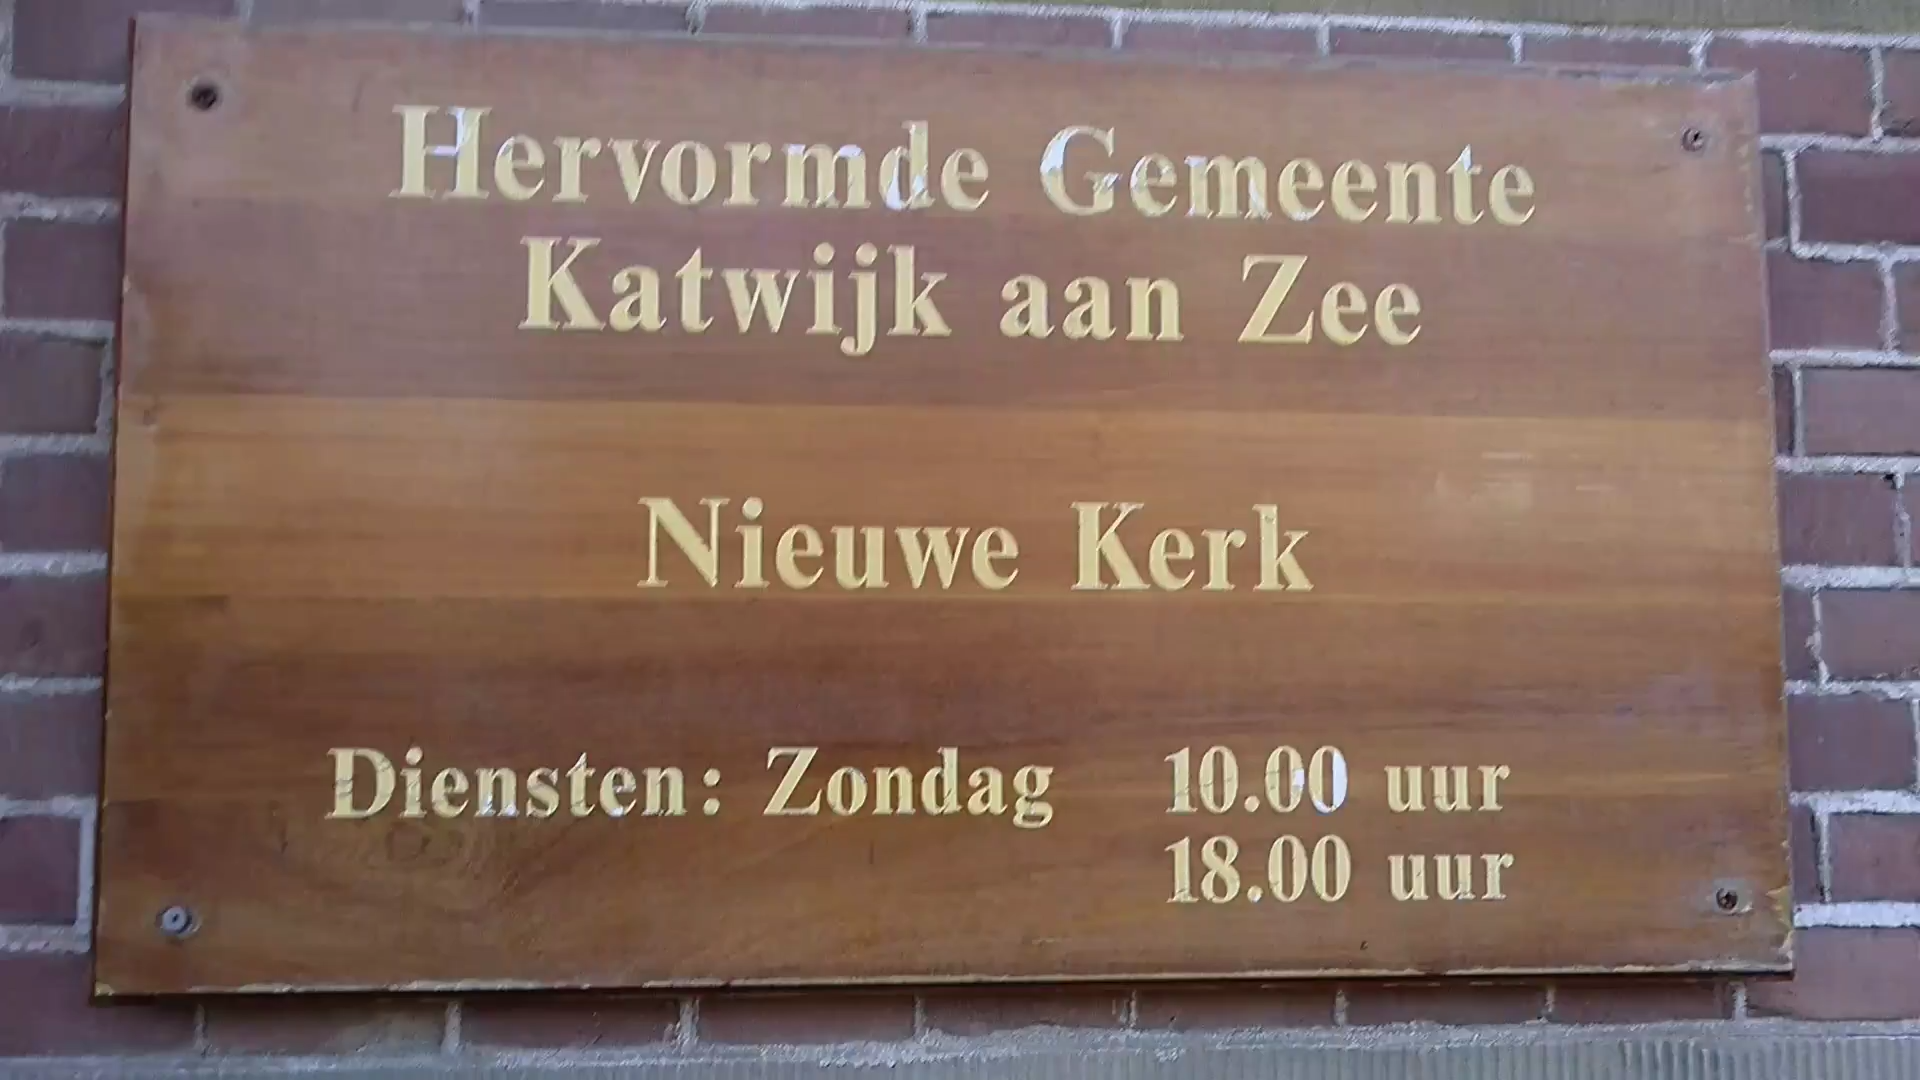 Hervormde Gemeente
Katwijk aan Zee
Nieuwe Kerk
Diensten: Zondag 10.00 uur
18.00 uur